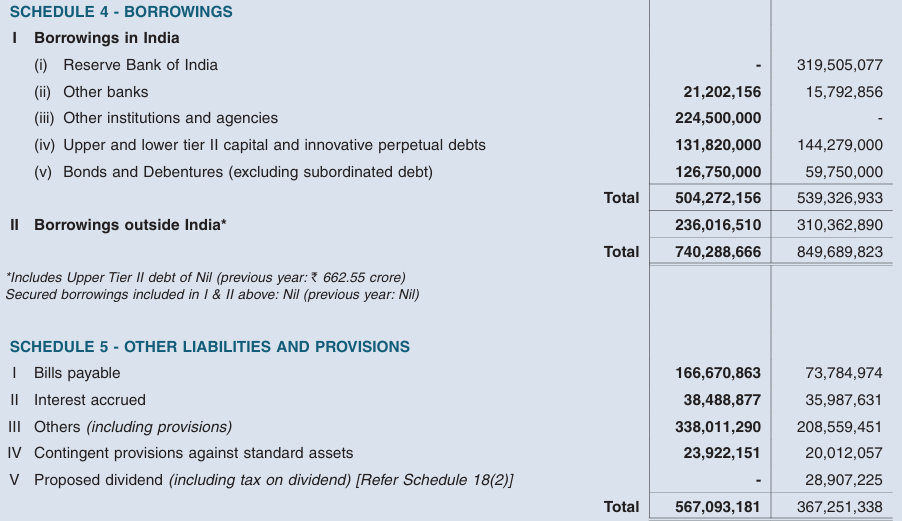 SCHEDULE 4 - BORROWINGS
I Borrowings in India
(i) Reserve Bank of India - 319,505,077
(ii) Other banks 21,202,156 15,792,856
(iii) Other institutions and agencies 224,500,000 -
(iv) Upper and lower tier II capital and innovative perpetual debts 131,820,000 144,279,000
(v) Bonds and Debentures (excluding subordinated debt) 126,750,000 59,750,000
Total 504,272,156 539,326,933
II Borrowings outside India* 236,016,510 310,362,890
Total 740,288,666 849,689,823
*Includes Upper Tier II debt of Nil (previous year: ₹ 662.55 crore)
Secured borrowings included in I & II above: Nil (previous year: Nil)
SCHEDULE 5 - OTHER LIABILITIES AND PROVISIONS
I Bills payable 166,670,863 73,784,974
II Interest accrued 38,488,877 35,987,631
III Others (including provisions) 338,011,290 208,559,451
IV Contingent provisions against standard assets 23,922,151 20,012,057
V Proposed dividend (including tax on dividend) [Refer Schedule 18(2)] - 28,907,225
Total 567,093,181 367,251,338